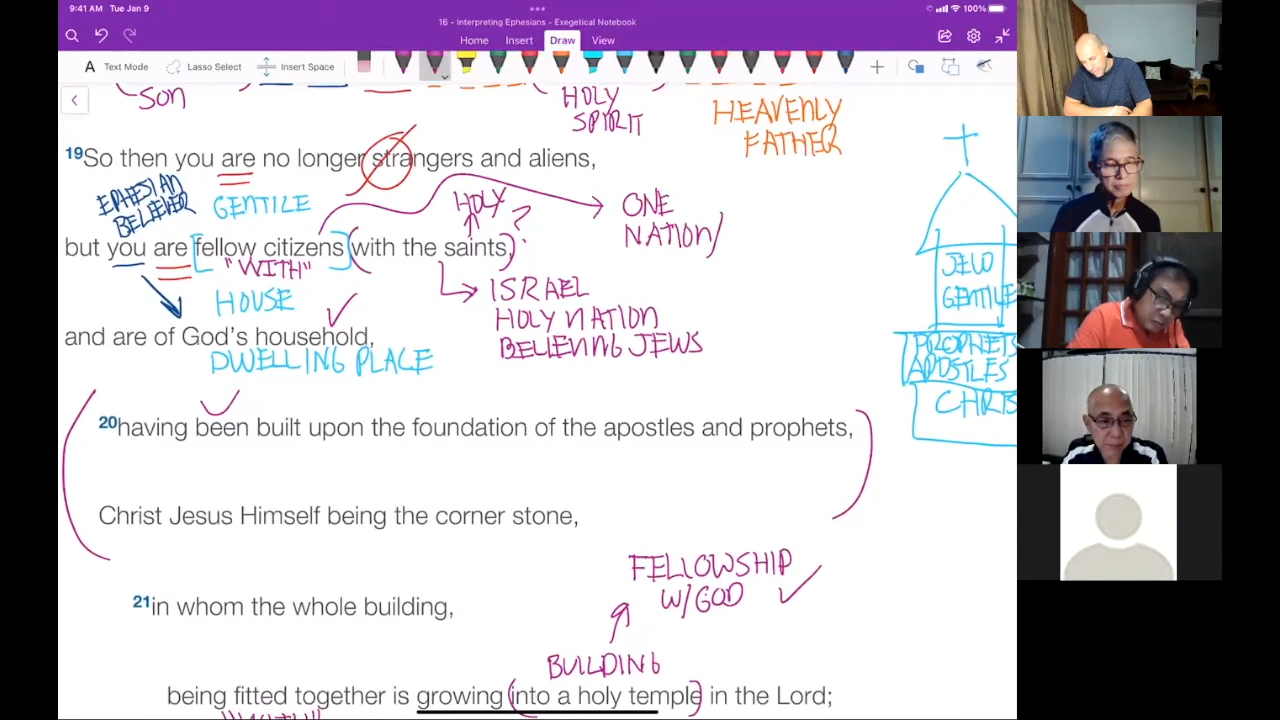 9:41 AM Tue Jan 9
100%
16 - Interpreting Ephesians - Exegetical Notebook
Home Insert Draw View
A Text Mode Lasso Select Insert Space
SON
HOLY
SPIRIT
HEAVENLY
FATHER
19So then you are no longer strangers and aliens,
EPHESIAN
BELIEVER
GENTILE
HOLY
?
ONE
NATION/
but you are [fellow citizens] (with the saints,)
"WITH"
HOUSE
ISRAEL
HOLY NATION
BELIEVING JEWS
and are of God's household,
DWELLING PLACE
JEW
GENTILE
PROPHETS
APOSTLES
CHRIS
20having been built upon the foundation of the apostles and prophets,
Christ Jesus Himself being the corner stone,
FELLOWSHIP
W/GOD
21in whom the whole building,
BUILDING
being fitted together is growing (into a holy temple) in the Lord;